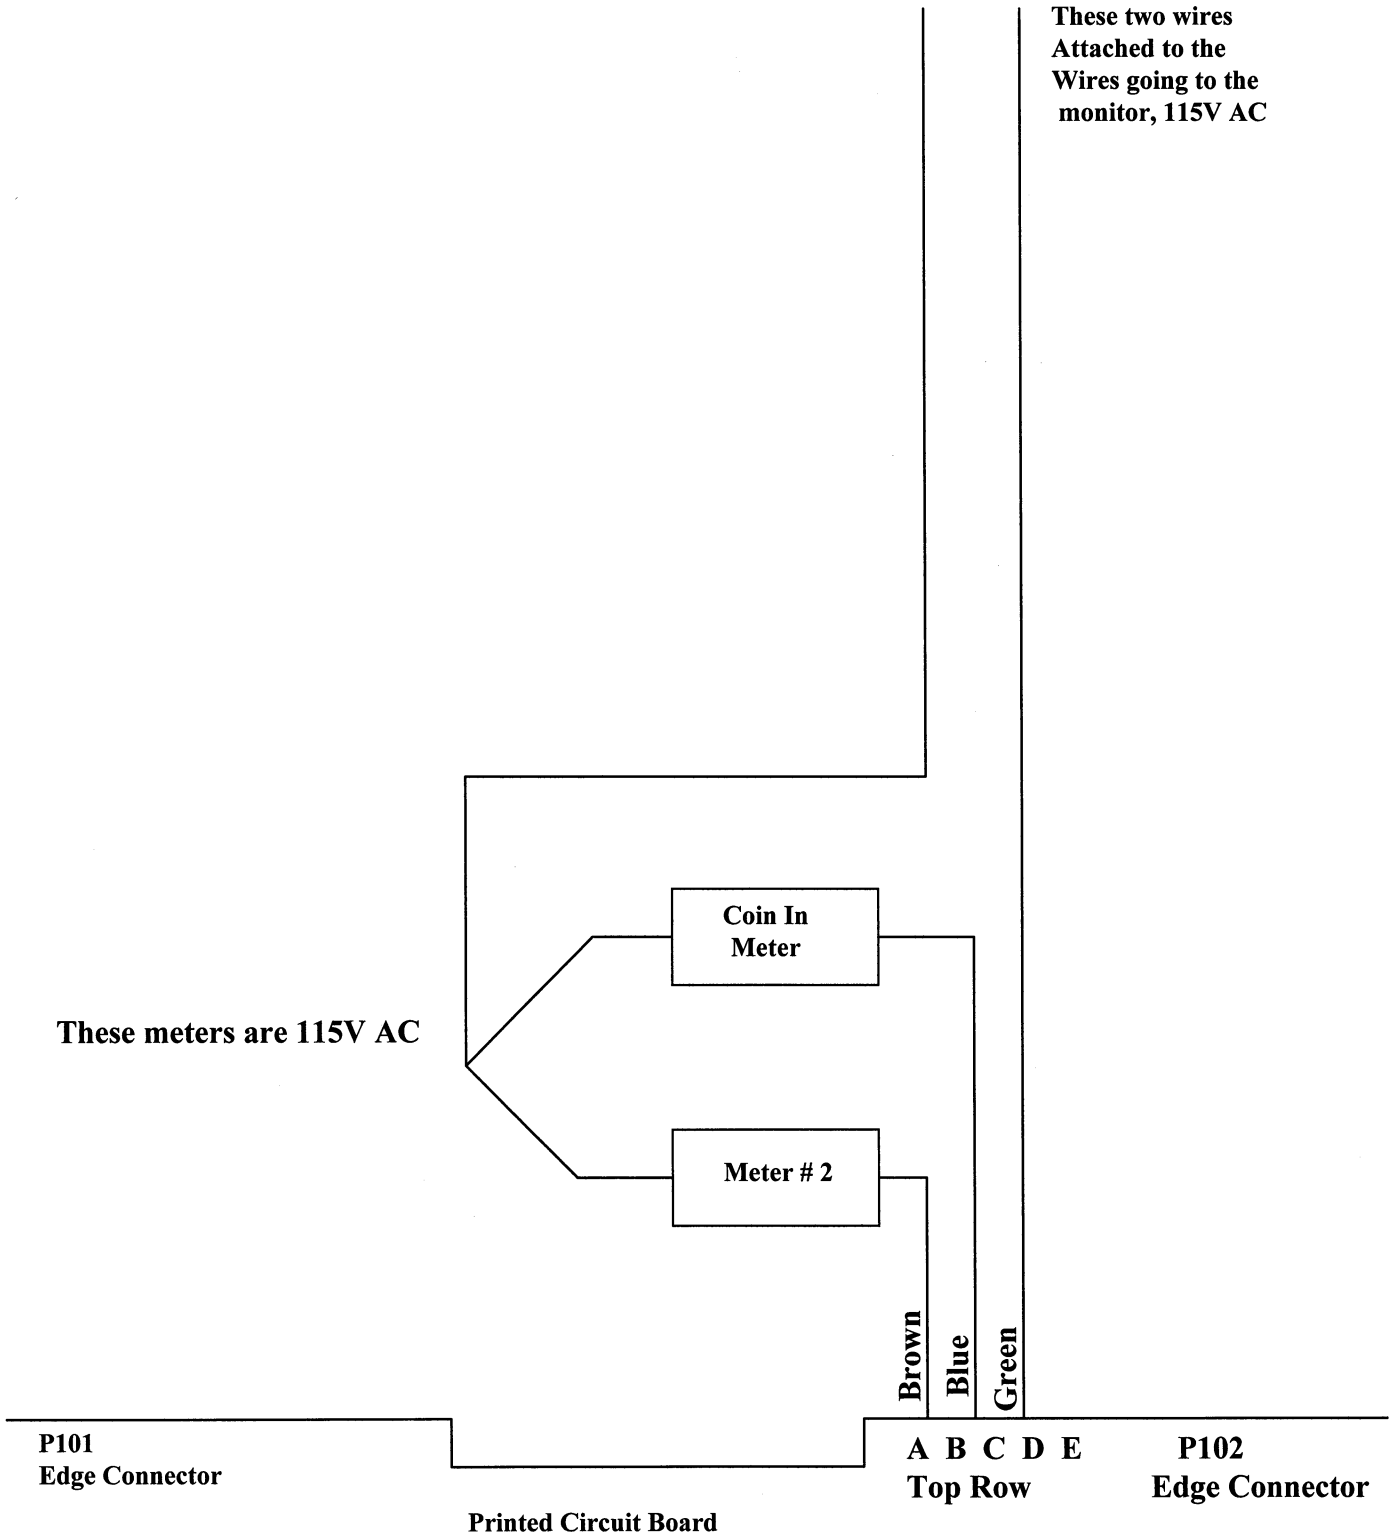 These two wires
Attached to the
Wires going to the
monitor, 115V AC
Coin In
Meter
These meters are 115V AC
Meter # 2
Brown
Blue
Green
P101
Edge Connector
A B C D E
Top Row
P102
Edge Connector
Printed Circuit Board